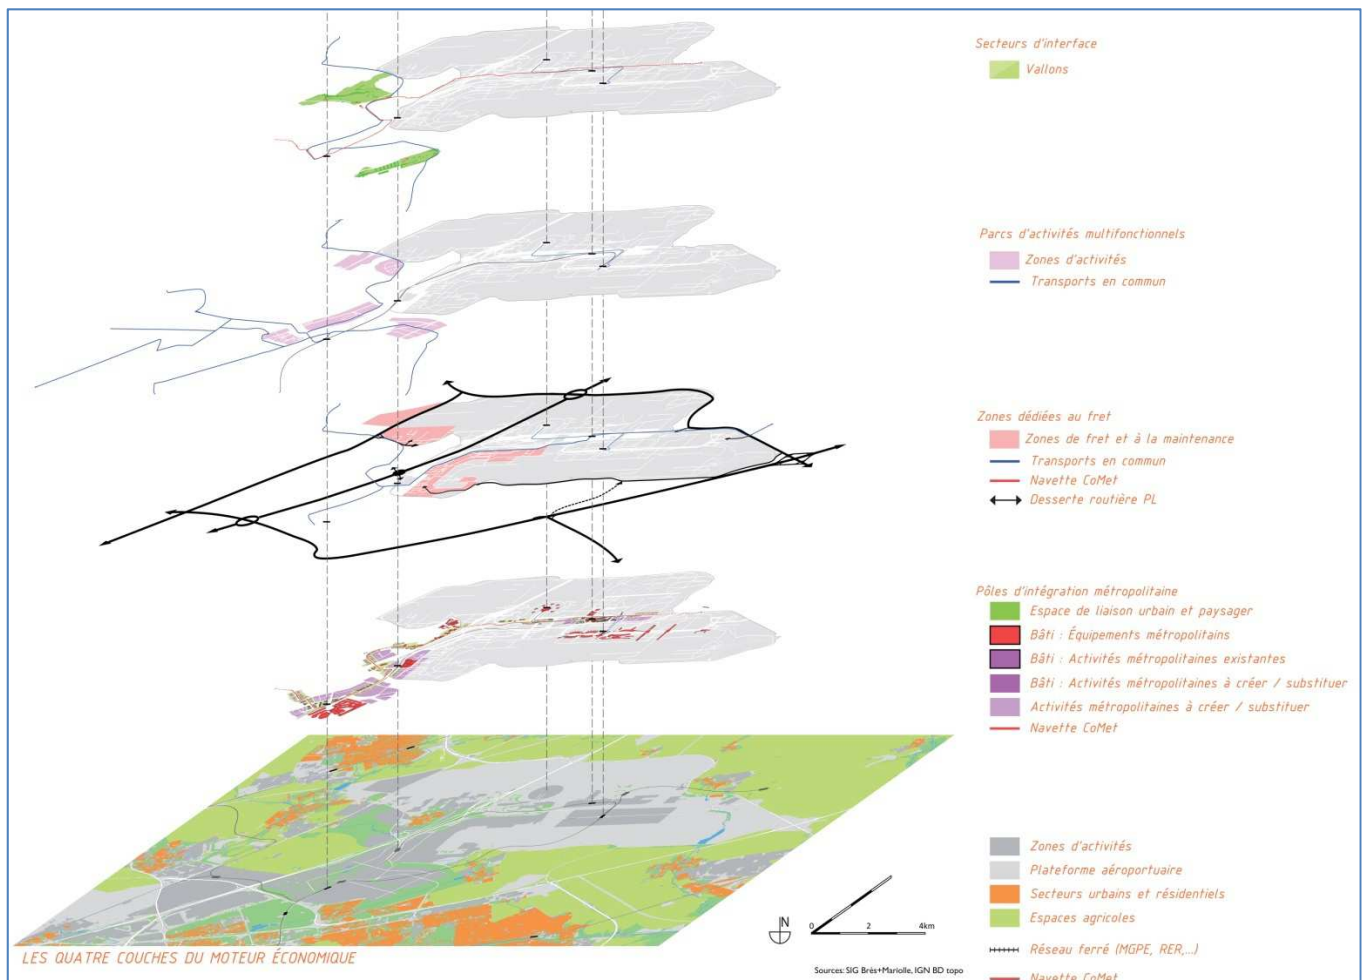 Secteurs d'interface
Vallons
Parcs d'activités multifonctionnels
Zones d'activités
Transports en commun
Zones dédiées au fret
Zones de fret et à la maintenance
Transports en commun
Navette CoMet
Desserte routière PL
Pôles d'intégration métropolitaine
Espace de liaison urbain et paysager
Bâti : Équipements métropolitains
Bâti : Activités métropolitaines existantes
Bâti : Activités métropolitaines à créer / substituer
Activités métropolitaines à créer / substituer
Navette CoMet
Zones d'activités
Plateforme aéroportuaire
Secteurs urbains et résidentiels
Espaces agricoles
Réseau ferré (MGPE, RER,...)
Navette CoMet
N
0 2 4km
LES QUATRE COUCHES DU MOTEUR ÉCONOMIQUE
Sources: SIG Brès+Mariolle, IGN BD topo